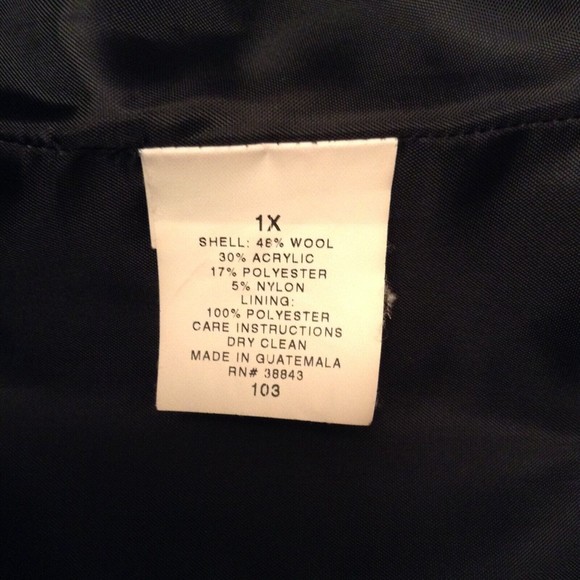 1X
SHELL: 48% WOOL
30% ACRYLIC
17% POLYESTER
5% NYLON
LINING:
100% POLYESTER
CARE INSTRUCTIONS
DRY CLEAN
MADE IN GUATEMALA
RN# 38843
103